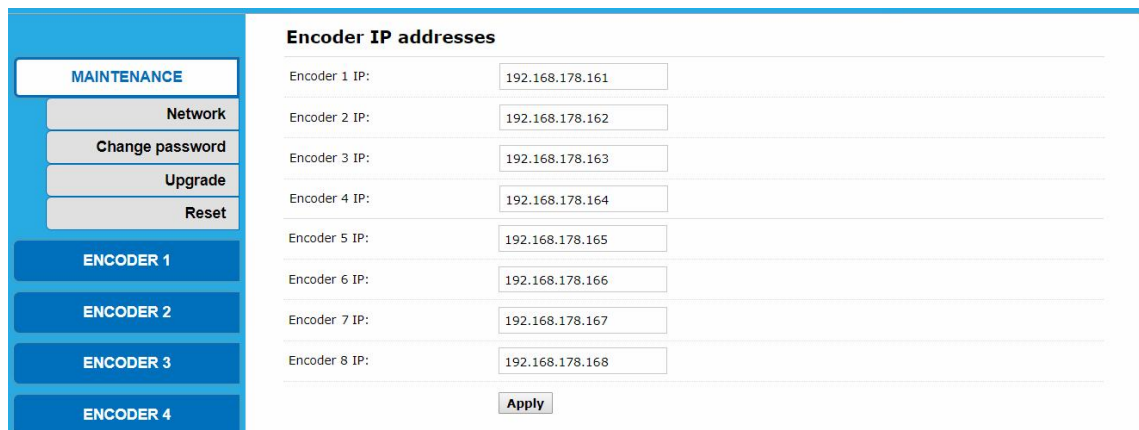 MAINTENANCE
Network
Change password
Upgrade
Reset
ENCODER 1
ENCODER 2
ENCODER 3
ENCODER 4
Encoder IP addresses
Encoder 1 IP: 192.168.178.161
Encoder 2 IP: 192.168.178.162
Encoder 3 IP: 192.168.178.163
Encoder 4 IP: 192.168.178.164
Encoder 5 IP: 192.168.178.165
Encoder 6 IP: 192.168.178.166
Encoder 7 IP: 192.168.178.167
Encoder 8 IP: 192.168.178.168
Apply